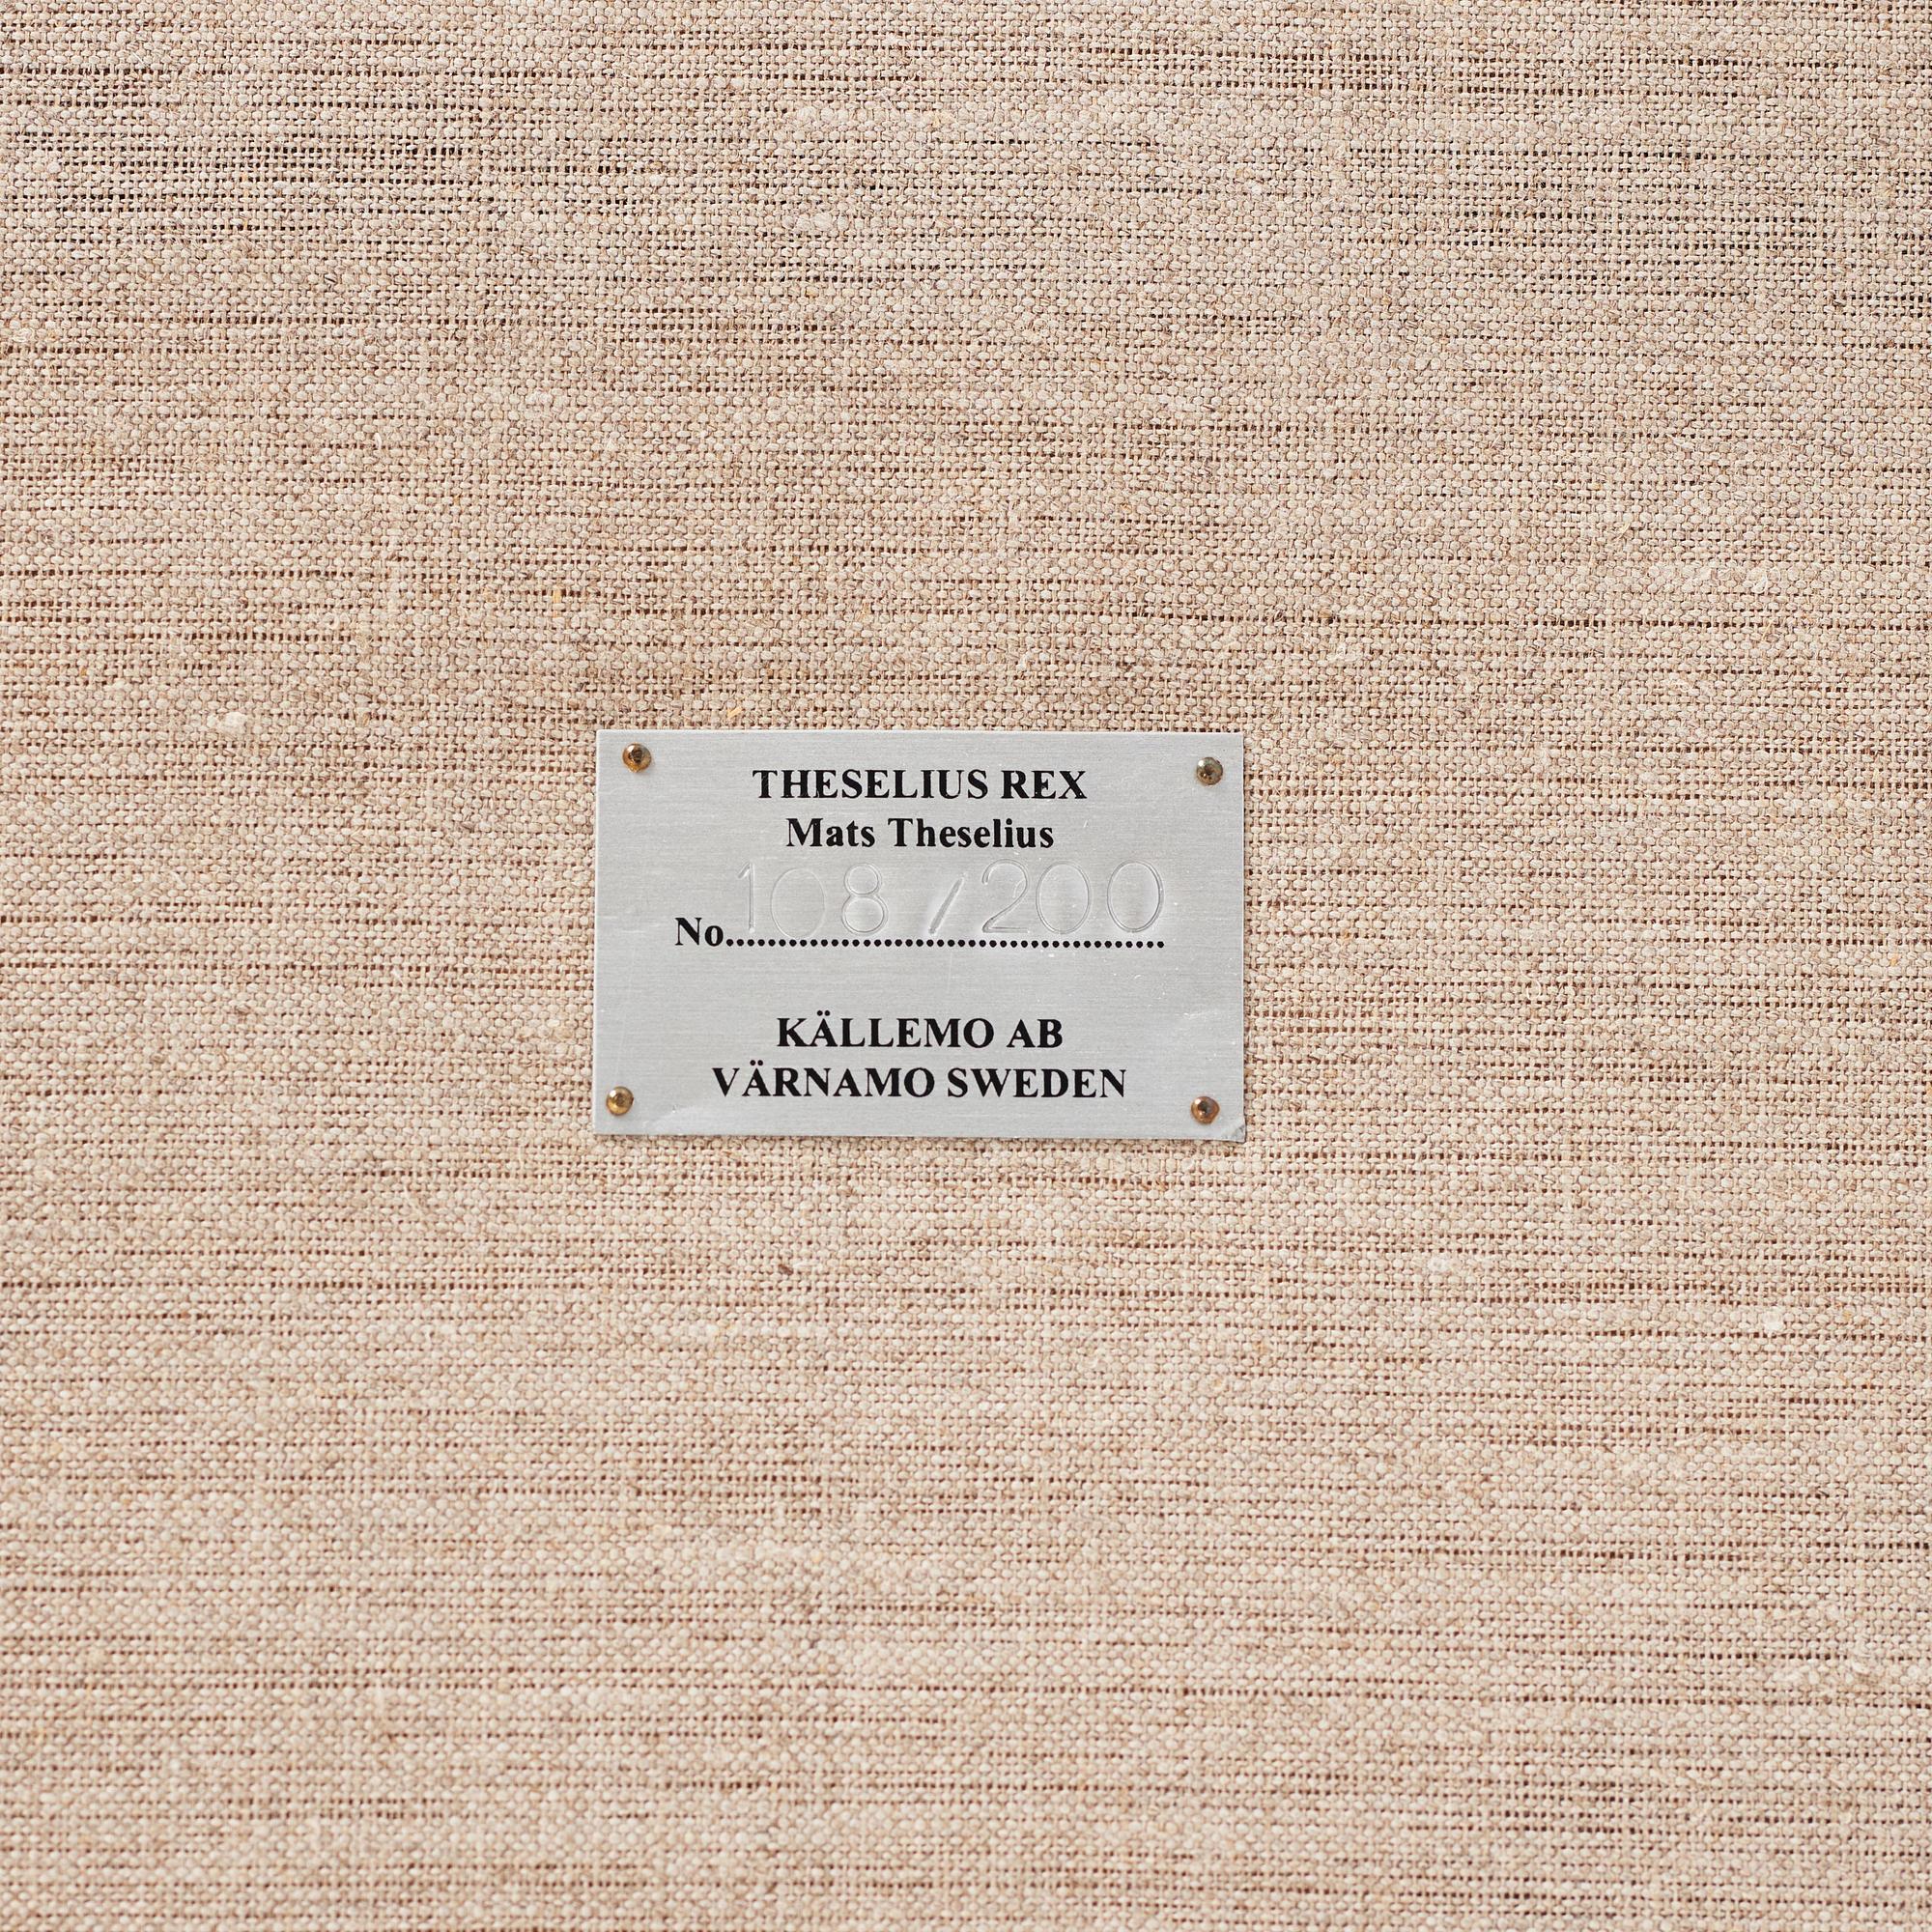 THESELIUS REX
Mats Theselius
No........................................... 108/200
KÄLLEMO AB
VÄRNAMO SWEDEN